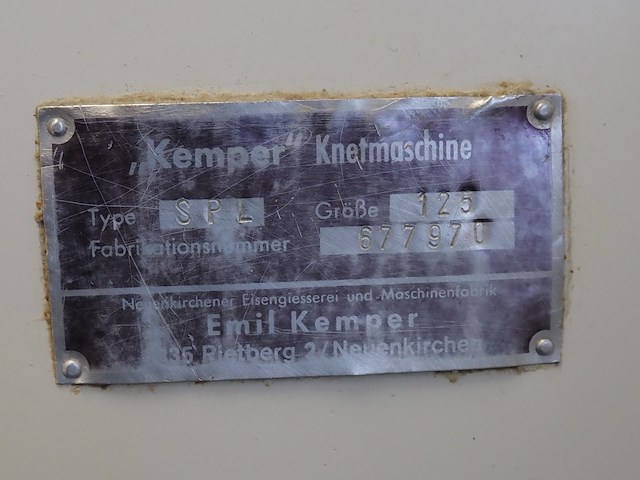 „Kemper" Knetmaschine
Type SPL Größe 125
Fabrikationsnummer 677970
Neuenkirchener Eisengiesserei und Maschinenfabrik
Emil Kemper
Rietberg 2/Neuenkirchen